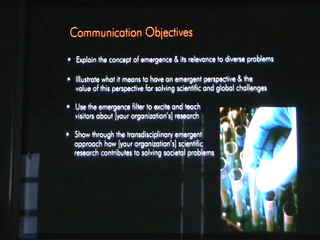 Communication Objectives
• Explain the concept of emergence & its relevance to diverse problems
• Illustrate what it means to have an emergent perspective & the
value of this perspective for solving scientific and global challenges
• Use the emergence filter to excite and teach
visitors about [your organization's] research
• Show through the transdisciplinary emergent
approach how [your organization's] scientific
research contributes to solving societal problems